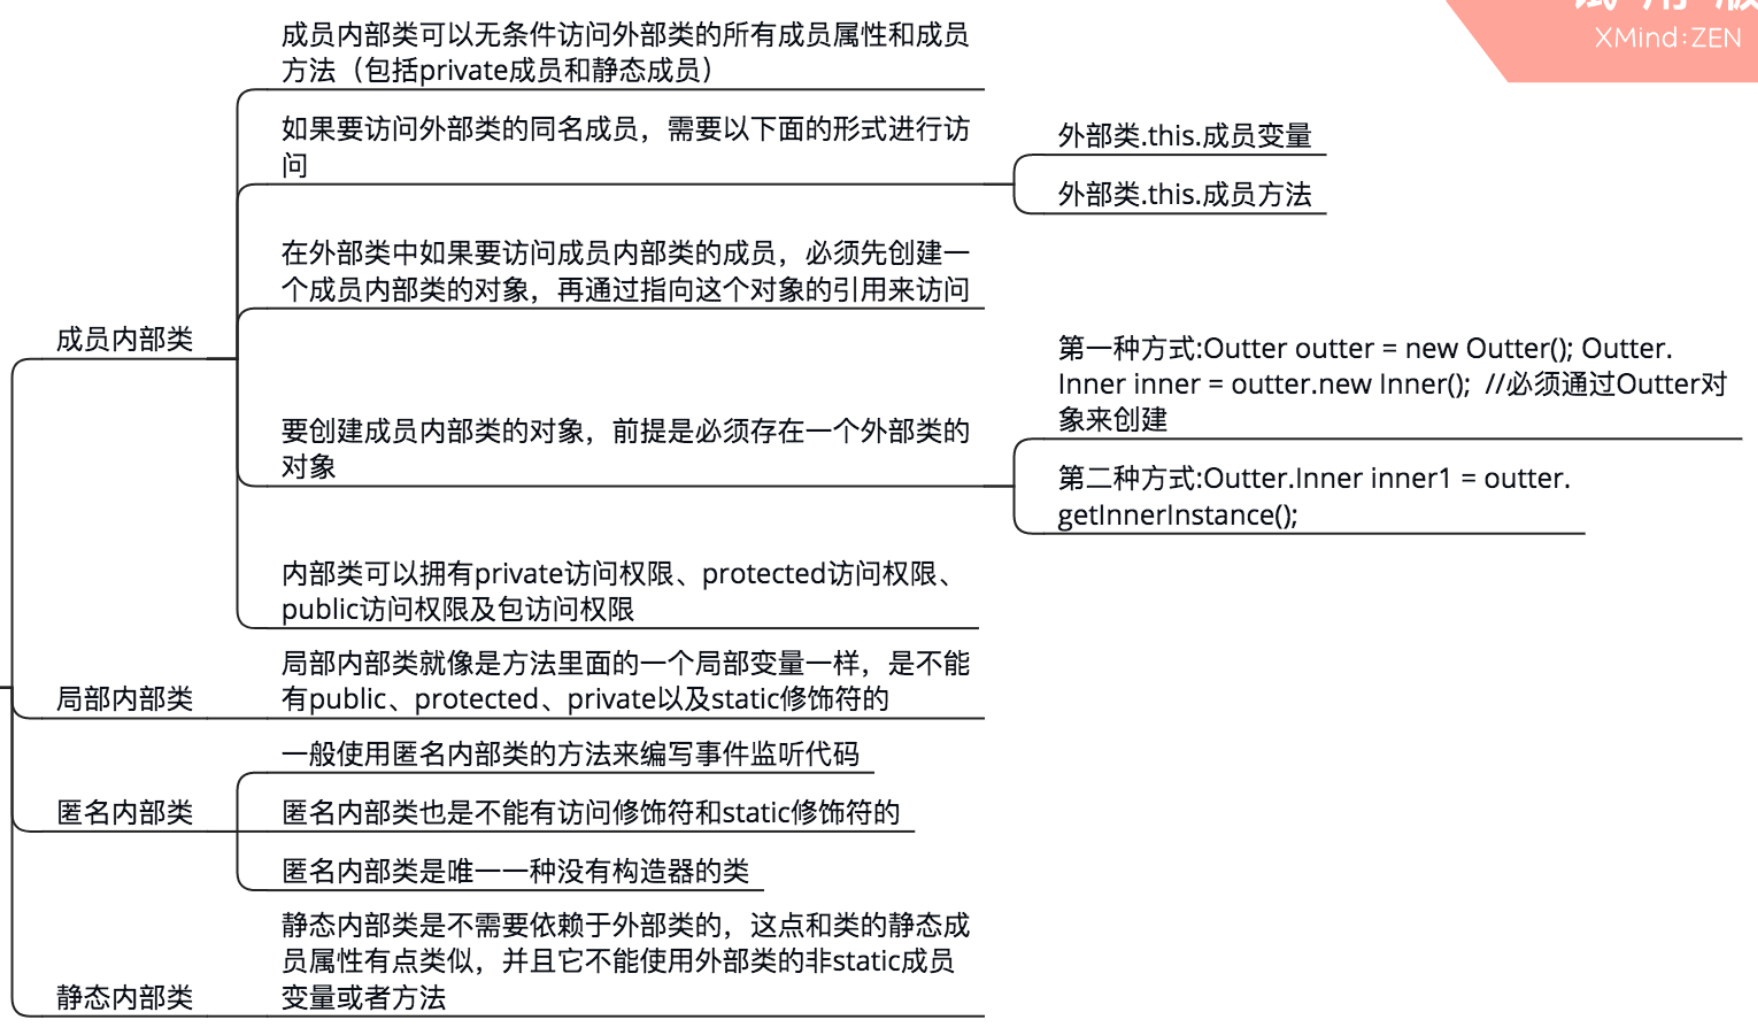 试用版
XMind:ZEN
成员内部类可以无条件访问外部类的所有成员属性和成员
方法（包括private成员和静态成员）
如果要访问外部类的同名成员，需要以下面的形式进行访
问
外部类.this.成员变量
外部类.this.成员方法
在外部类中如果要访问成员内部类的成员，必须先创建一
个成员内部类的对象，再通过指向这个对象的引用来访问
成员内部类
要创建成员内部类的对象，前提是必须存在一个外部类的
对象
第一种方式:Outter outter = new Outter(); Outter.
Inner inner = outter.new Inner();  //必须通过Outter对
象来创建
第二种方式:Outter.Inner inner1 = outter.
getInnerInstance();
内部类可以拥有private访问权限、protected访问权限、
public访问权限及包访问权限
局部内部类
局部内部类就像是方法里面的一个局部变量一样，是不能
有public、protected、private以及static修饰符的
匿名内部类
一般使用匿名内部类的方法来编写事件监听代码
匿名内部类也是不能有访问修饰符和static修饰符的
匿名内部类是唯一一种没有构造器的类
静态内部类
静态内部类是不需要依赖于外部类的，这点和类的静态成
员属性有点类似，并且它不能使用外部类的非static成员
变量或者方法